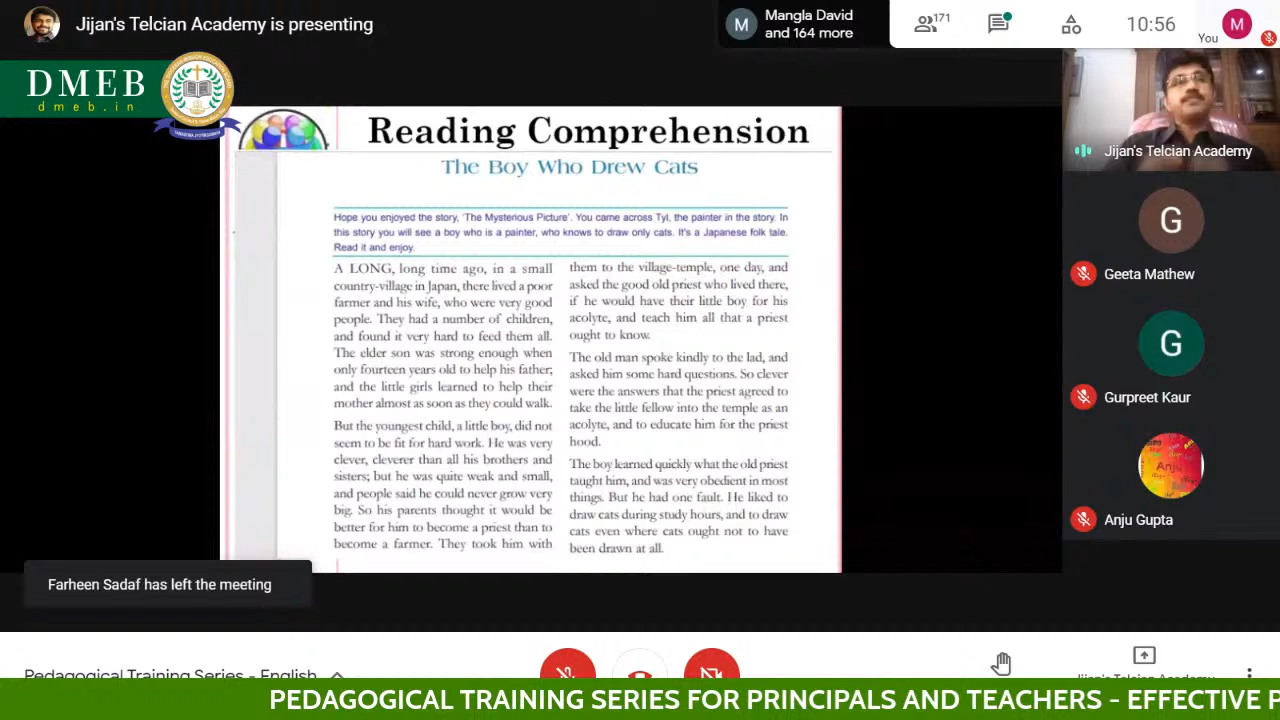 Jijan's Telcian Academy is presenting
M
Mangla David
and 164 more
171
10:56
You
M
DMEB
dmeb.in
Jijan's Telcian Academy
G
Geeta Mathew
G
Gurpreet Kaur
Anju
Anju Gupta
Reading Comprehension
The Boy Who Drew Cats
Hope you enjoyed the story, 'The Mysterious Picture'. You came across Tyl, the painter in the story. In
this story you will see a boy who is a painter, who knows to draw only cats. It's a Japanese folk tale.
Read it and enjoy.
A LONG, long time ago, in a small
country-village in Japan, there lived a poor
farmer and his wife, who were very good
people. They had a number of children,
and found it very hard to feed them all.
The elder son was strong enough when
only fourteen years old to help his father;
and the little girls learned to help their
mother almost as soon as they could walk.
But the youngest child, a little boy, did not
seem to be fit for hard work. He was very
clever, cleverer than all his brothers and
sisters; but he was quite weak and small,
and people said he could never grow very
big. So his parents thought it would be
better for him to become a priest than to
become a farmer. They took him with
them to the village-temple, one day, and
asked the good old priest who lived there,
if he would have their little boy for his
acolyte, and teach him all that a priest
ought to know.
The old man spoke kindly to the lad, and
asked him some hard questions. So clever
were the answers that the priest agreed to
take the little fellow into the temple as an
acolyte, and to educate him for the priest
hood.
The boy learned quickly what the old priest
taught him, and was very obedient in most
things. But he had one fault. He liked to
draw cats during study hours, and to draw
cats even where cats ought not to have
been drawn at all.
Farheen Sadaf has left the meeting
Pedagogical Training Series - English
Jijan's Telcian Academy
PEDAGOGICAL TRAINING SERIES FOR PRINCIPALS AND TEACHERS - EFFECTIVE P